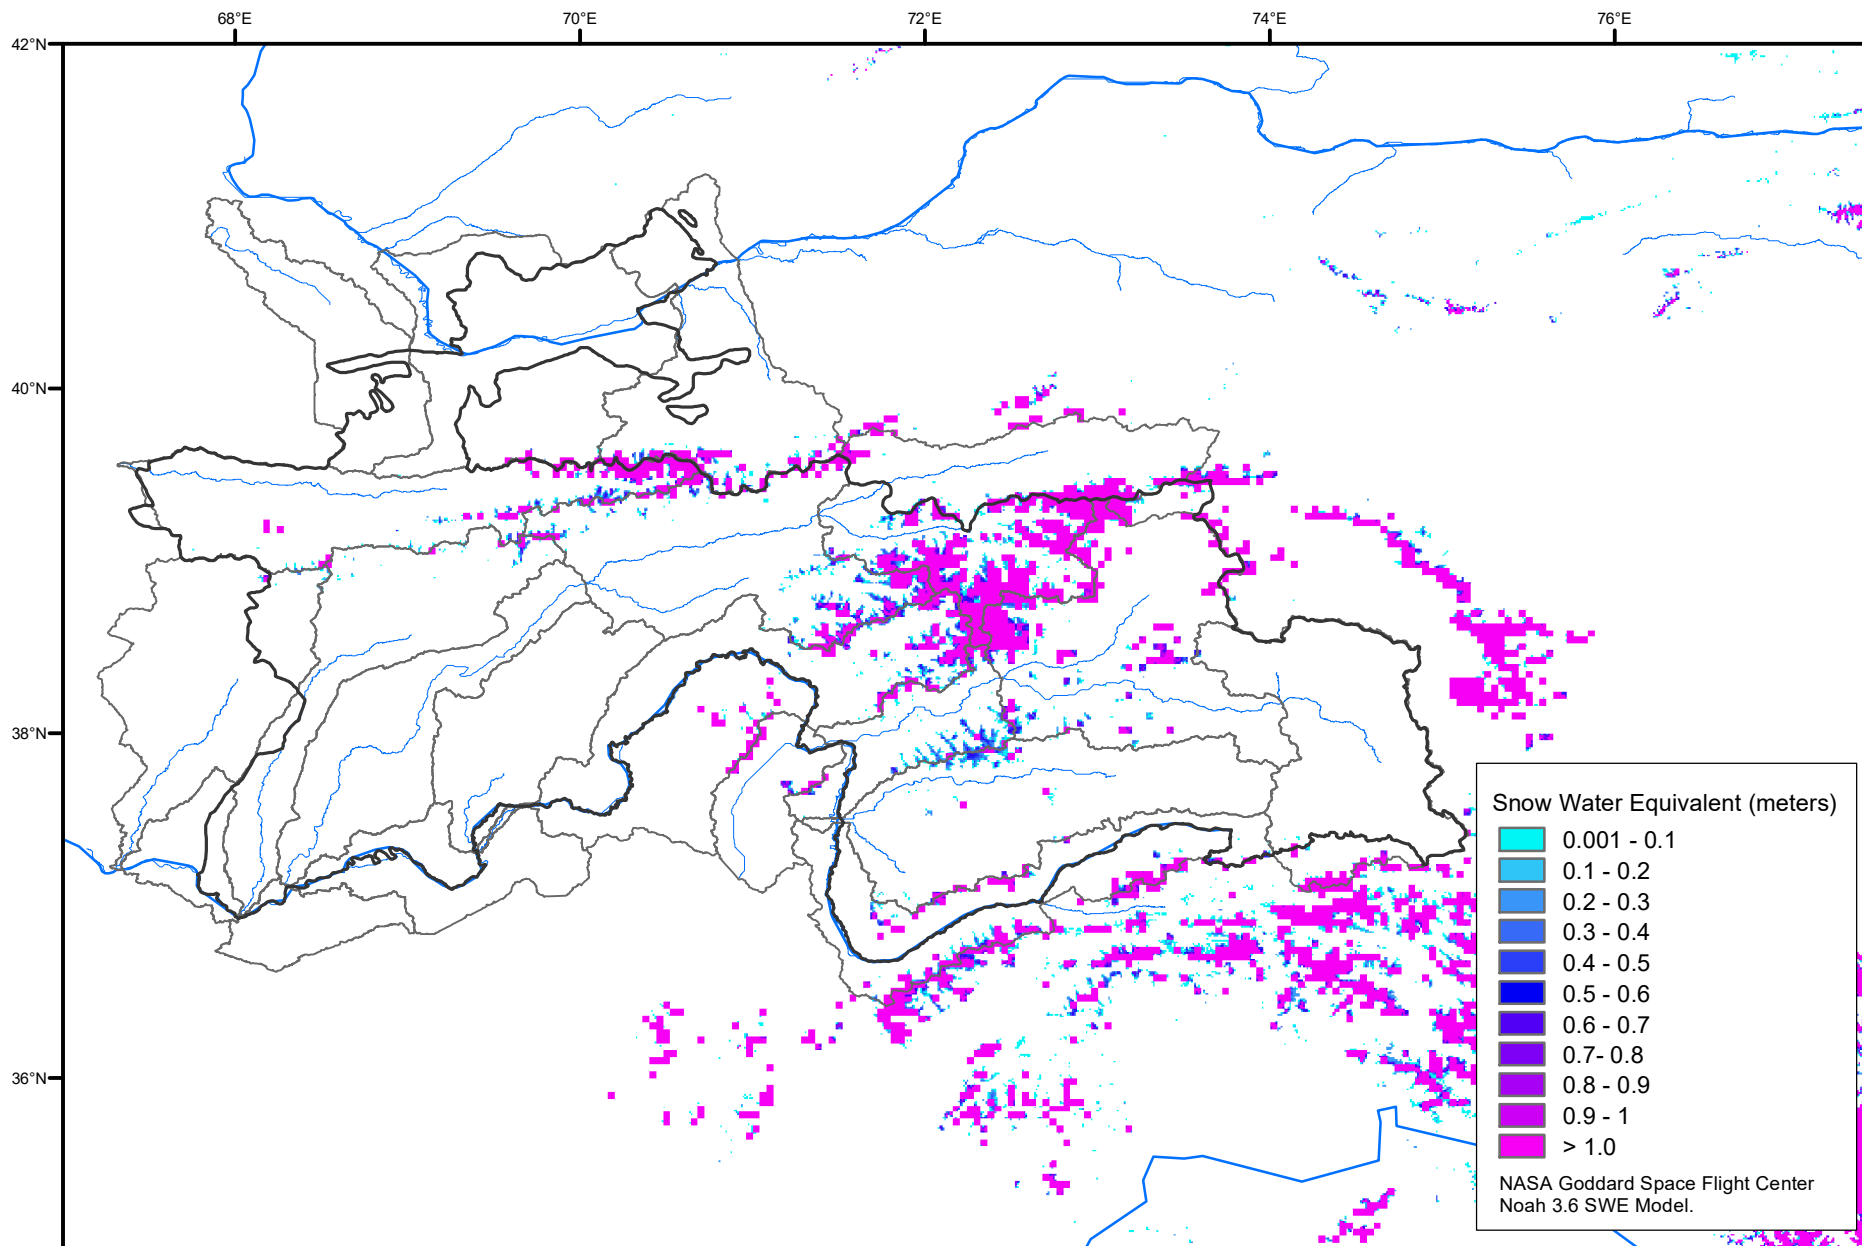 68°E 70°E 72°E 74°E 76°E
42°N
40°N
38°N
36°N
Snow Water Equivalent (meters)
0.001 - 0.1
0.1 - 0.2
0.2 - 0.3
0.3 - 0.4
0.4 - 0.5
0.5 - 0.6
0.6 - 0.7
0.7- 0.8
0.8 - 0.9
0.9 - 1
> 1.0
NASA Goddard Space Flight Center
Noah 3.6 SWE Model.